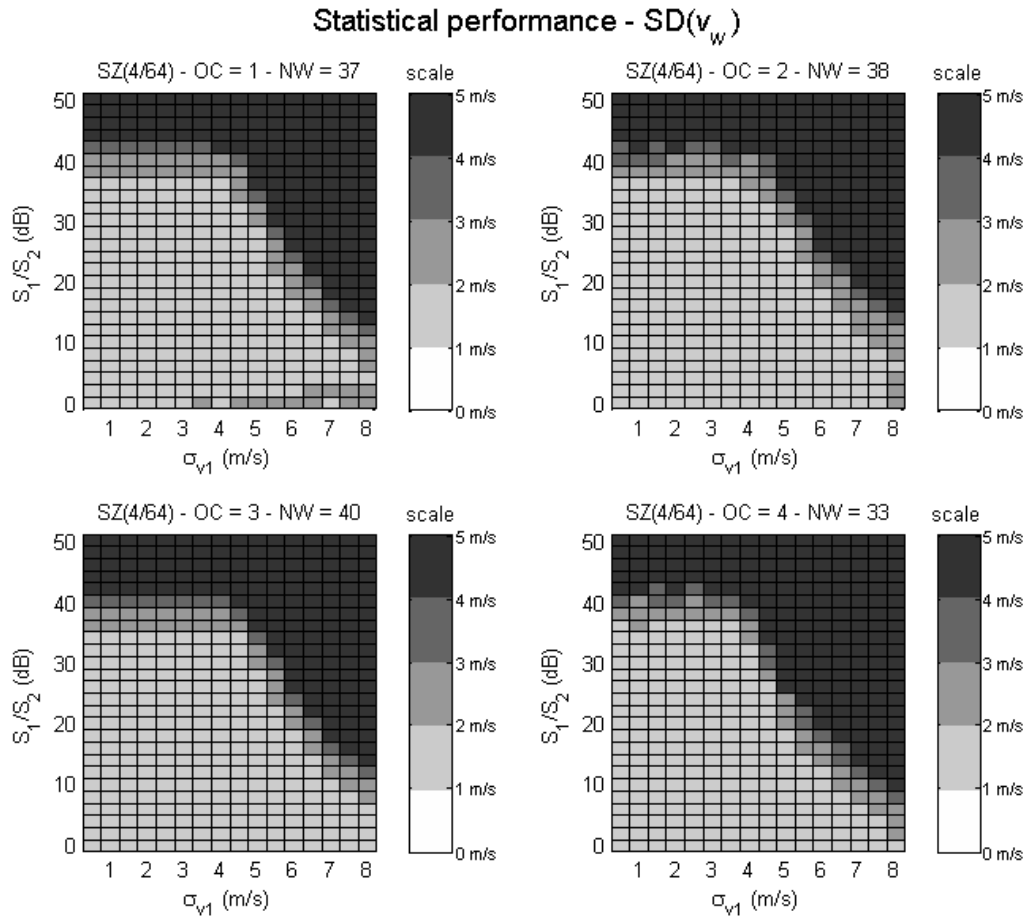 Statistical performance - SD(v_w)
SZ(4/64) - OC = 1 - NW = 37
scale
50
40
30
20
10
0
S_1/S_2 (dB)
1 2 3 4 5 6 7 8
σ_v1 (m/s)
5 m/s
4 m/s
3 m/s
2 m/s
1 m/s
0 m/s
SZ(4/64) - OC = 2 - NW = 38
scale
50
40
30
20
10
0
S_1/S_2 (dB)
1 2 3 4 5 6 7 8
σ_v1 (m/s)
5 m/s
4 m/s
3 m/s
2 m/s
1 m/s
0 m/s
SZ(4/64) - OC = 3 - NW = 40
scale
50
40
30
20
10
0
S_1/S_2 (dB)
1 2 3 4 5 6 7 8
σ_v1 (m/s)
5 m/s
4 m/s
3 m/s
2 m/s
1 m/s
0 m/s
SZ(4/64) - OC = 4 - NW = 33
scale
50
40
30
20
10
0
S_1/S_2 (dB)
1 2 3 4 5 6 7 8
σ_v1 (m/s)
5 m/s
4 m/s
3 m/s
2 m/s
1 m/s
0 m/s